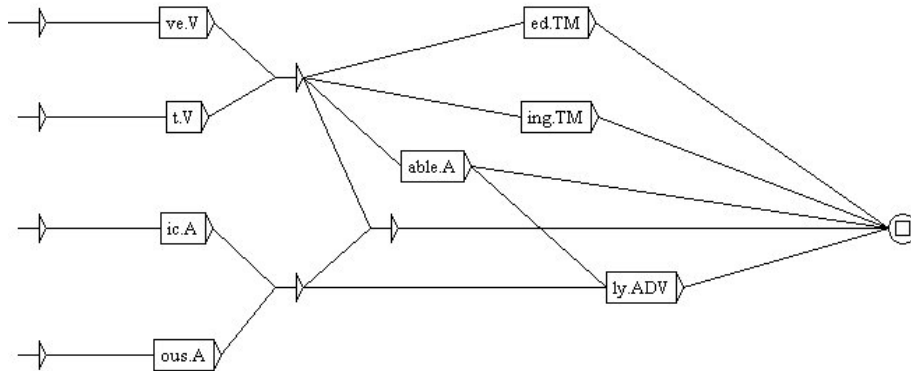 ve.V
ed.TM
t.V
ing.TM
able.A
ic.A
ly.ADV
ous.A